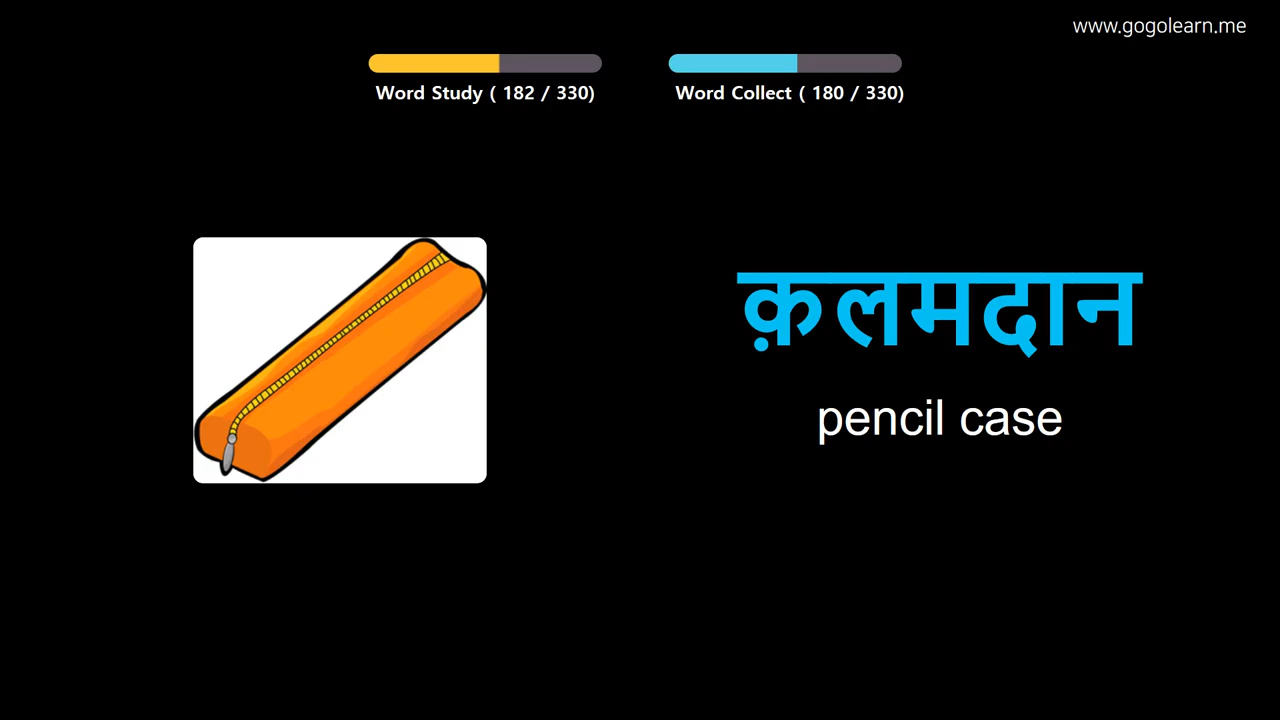 www.gogolearn.me
Word Study ( 182 / 330)
Word Collect ( 180 / 330)
क़लमदान
pencil case